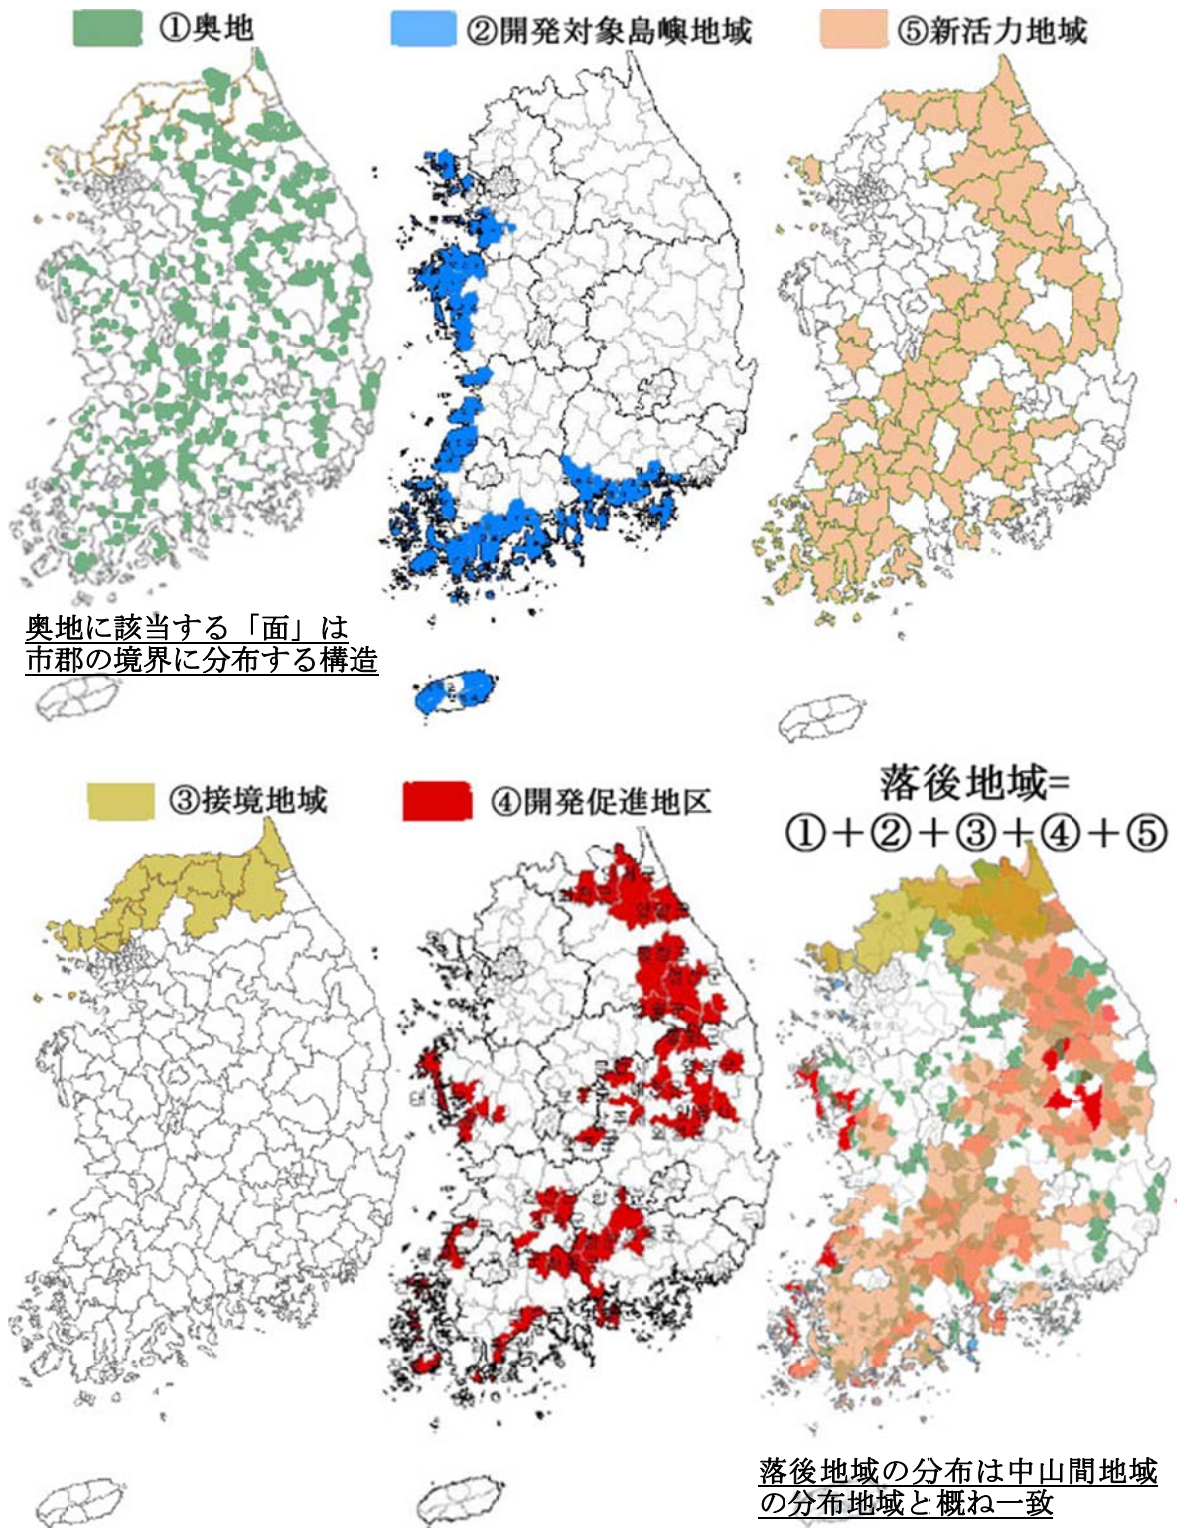 ①奥地
②開発対象島嶼地域
⑤新活力地域
奥地に該当する「面」は
市郡の境界に分布する構造
③接境地域
④開発促進地区
落後地域=
①+②+③+④+⑤
落後地域の分布は中山間地域
の分布地域と概ね一致